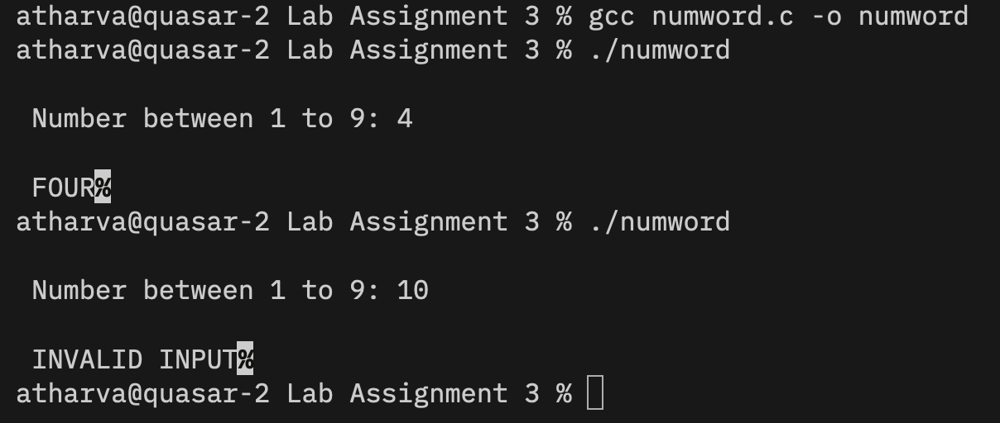 atharva@quasar-2 Lab Assignment 3 % gcc numword.c -o numword
atharva@quasar-2 Lab Assignment 3 % ./numword
Number between 1 to 9: 4
FOUR%
atharva@quasar-2 Lab Assignment 3 % ./numword
Number between 1 to 9: 10
INVALID INPUT%
atharva@quasar-2 Lab Assignment 3 %